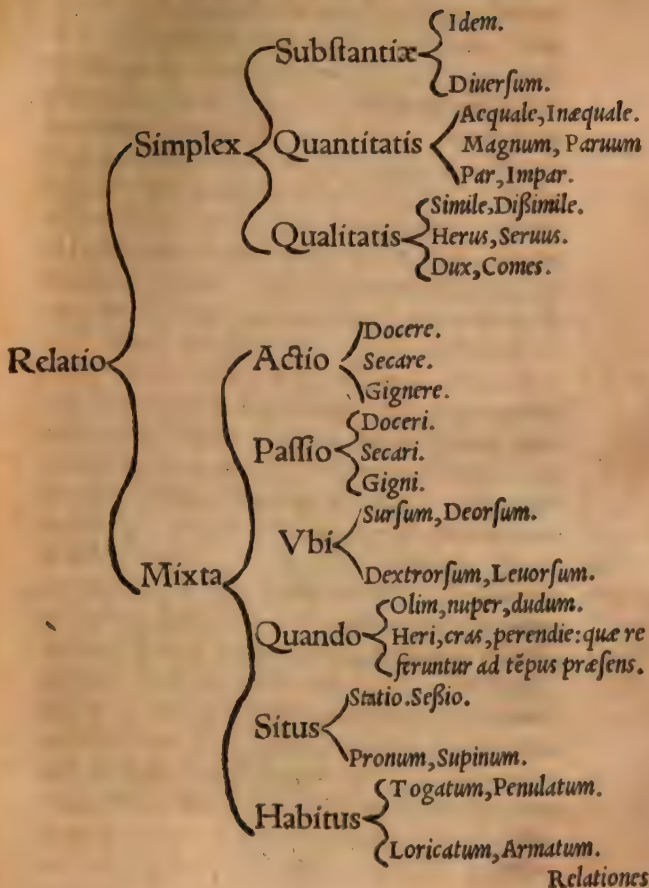 Idem.
Substantiæ
Diuersum.
Acquale, Inæquale.
Simplex Quantitatis Magnum, Paruum
Par, Impar.
Simile, Dißimile.
Qualitatis Herus, Seruus.
Dux, Comes.
Docere.
Relatio Actio Secare.
Gignere.
Doceri.
Passio Secari.
Gigni.
Sursum, Deorsum.
Vbi
Mixta Dextrorsum, Leuorsum.
Olim, nuper, dudum.
Quando Heri, cras, perendie: quæ re
feruntur ad tẽpus præsens.
Statio. Seßio.
Situs
Pronum, Supinum.
Togatum, Penulatum.
Habitus
Loricatum, Armatum.
Relationes